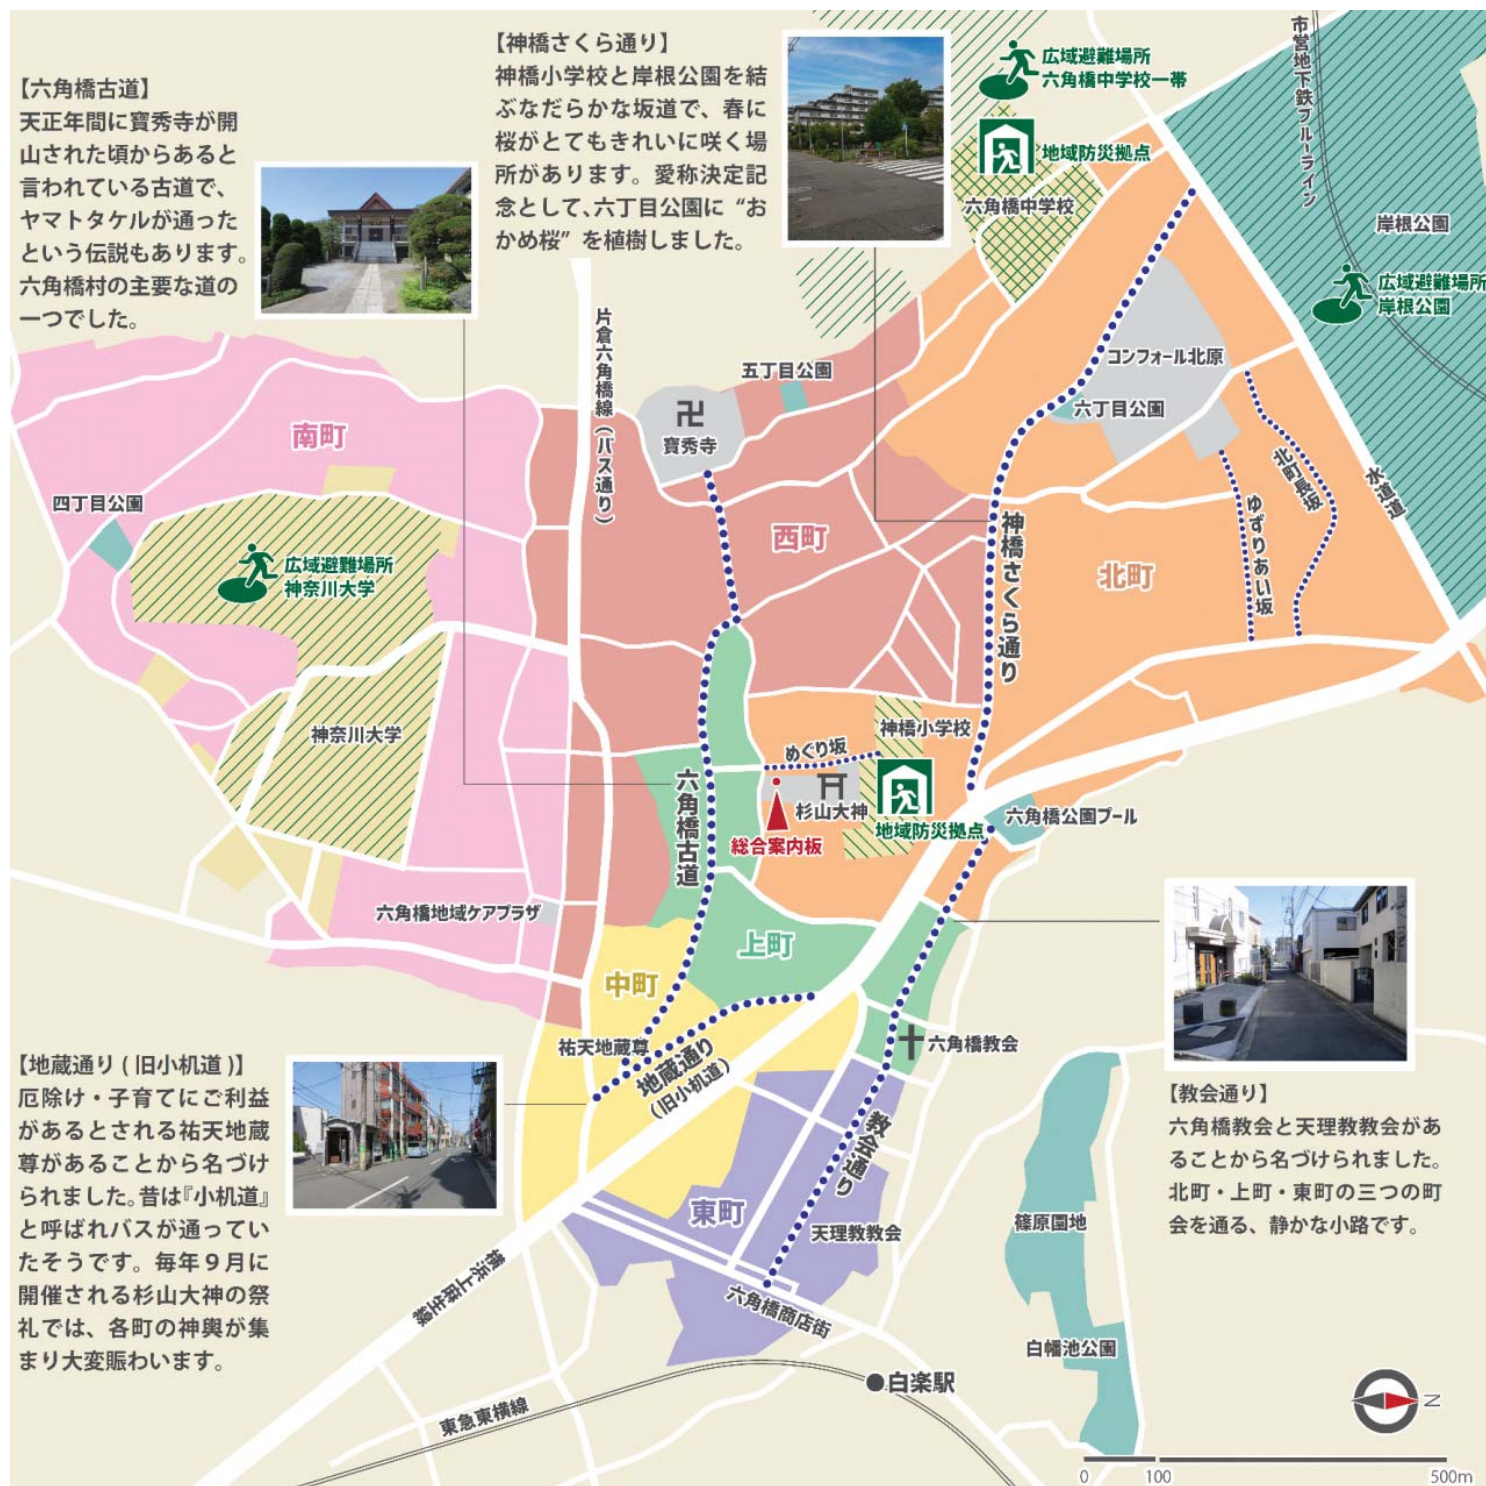 【六角橋古道】
天正年間に寳秀寺が開
山された頃からあると
言われている古道で、
ヤマトタケルが通った
という伝説もあります。
六角橋村の主要な道の
一つでした。
【神橋さくら通り】
神橋小学校と岸根公園を結
ぶなだらかな坂道で、春に
桜がとてもきれいに咲く場
所があります。愛称決定記
念として、六丁目公園に“お
かめ桜”を植樹しました。
広域避難場所
六角橋中学校一帯
地域防災拠点
六角橋中学校
市営地下鉄ブルーライン
岸根公園
広域避難場所
岸根公園
片倉六角橋線(バス通り)
五丁目公園
卍
寳秀寺
コンフォール北原
六丁目公園
南町
四丁目公園
広域避難場所
神奈川大学
西町
神橋さくら通り
北町
北町長坂
ゆずりあい坂
水道道
神奈川大学
神橋小学校
めぐり坂
杉山大神
地域防災拠点
総合案内板
六角橋公園プール
六角橋古道
六角橋地域ケアプラザ
上町
中町
祐天地蔵尊
地蔵通り
(旧小机道)
六角橋教会
教会通り
東町
天理教教会
六角橋商店街
横浜上麻生線
東急東横線
白楽駅
篠原園地
白幡池公園
【地蔵通り(旧小机道)】
厄除け・子育てにご利益
があるとされる祐天地蔵
尊があることから名づけ
られました。昔は『小机道』
と呼ばれバスが通ってい
たそうです。毎年９月に
開催される杉山大神の祭
礼では、各町の神輿が集
まり大変賑わいます。
【教会通り】
六角橋教会と天理教教会があ
ることから名づけられました。
北町・上町・東町の三つの町
会を通る、静かな小路です。
N
0 100 500m